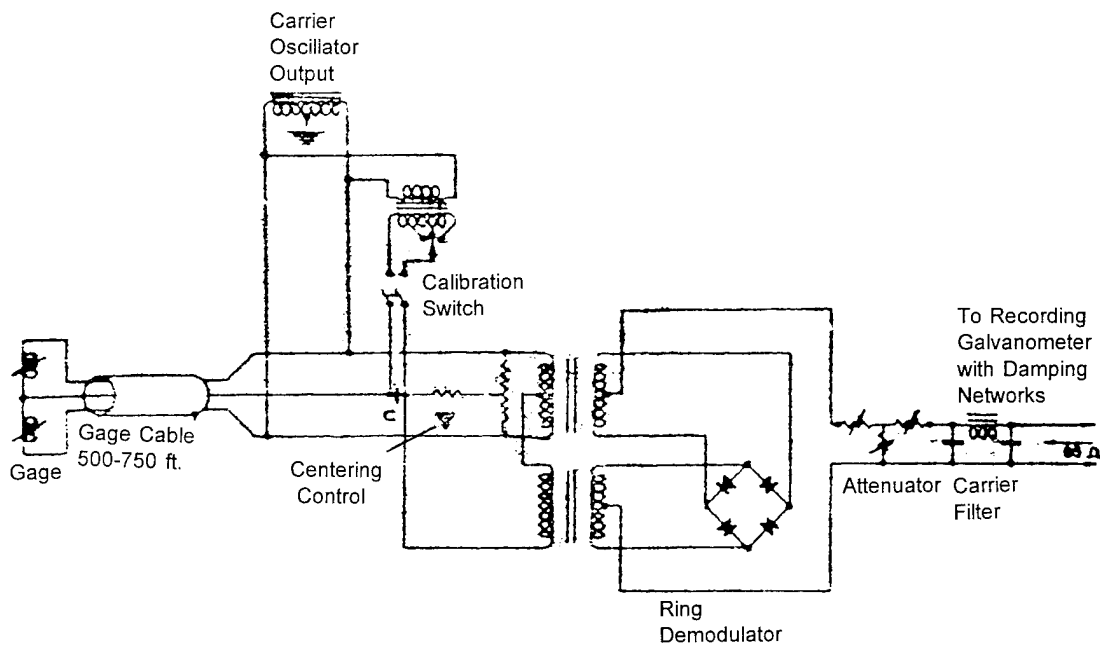 Carrier
Oscillator
Output
Calibration
Switch
To Recording
Galvanometer
with Damping
Networks
Gage
Gage Cable
500-750 ft.
C
Centering
Control
Attenuator
Carrier
Filter
Ring
Demodulator